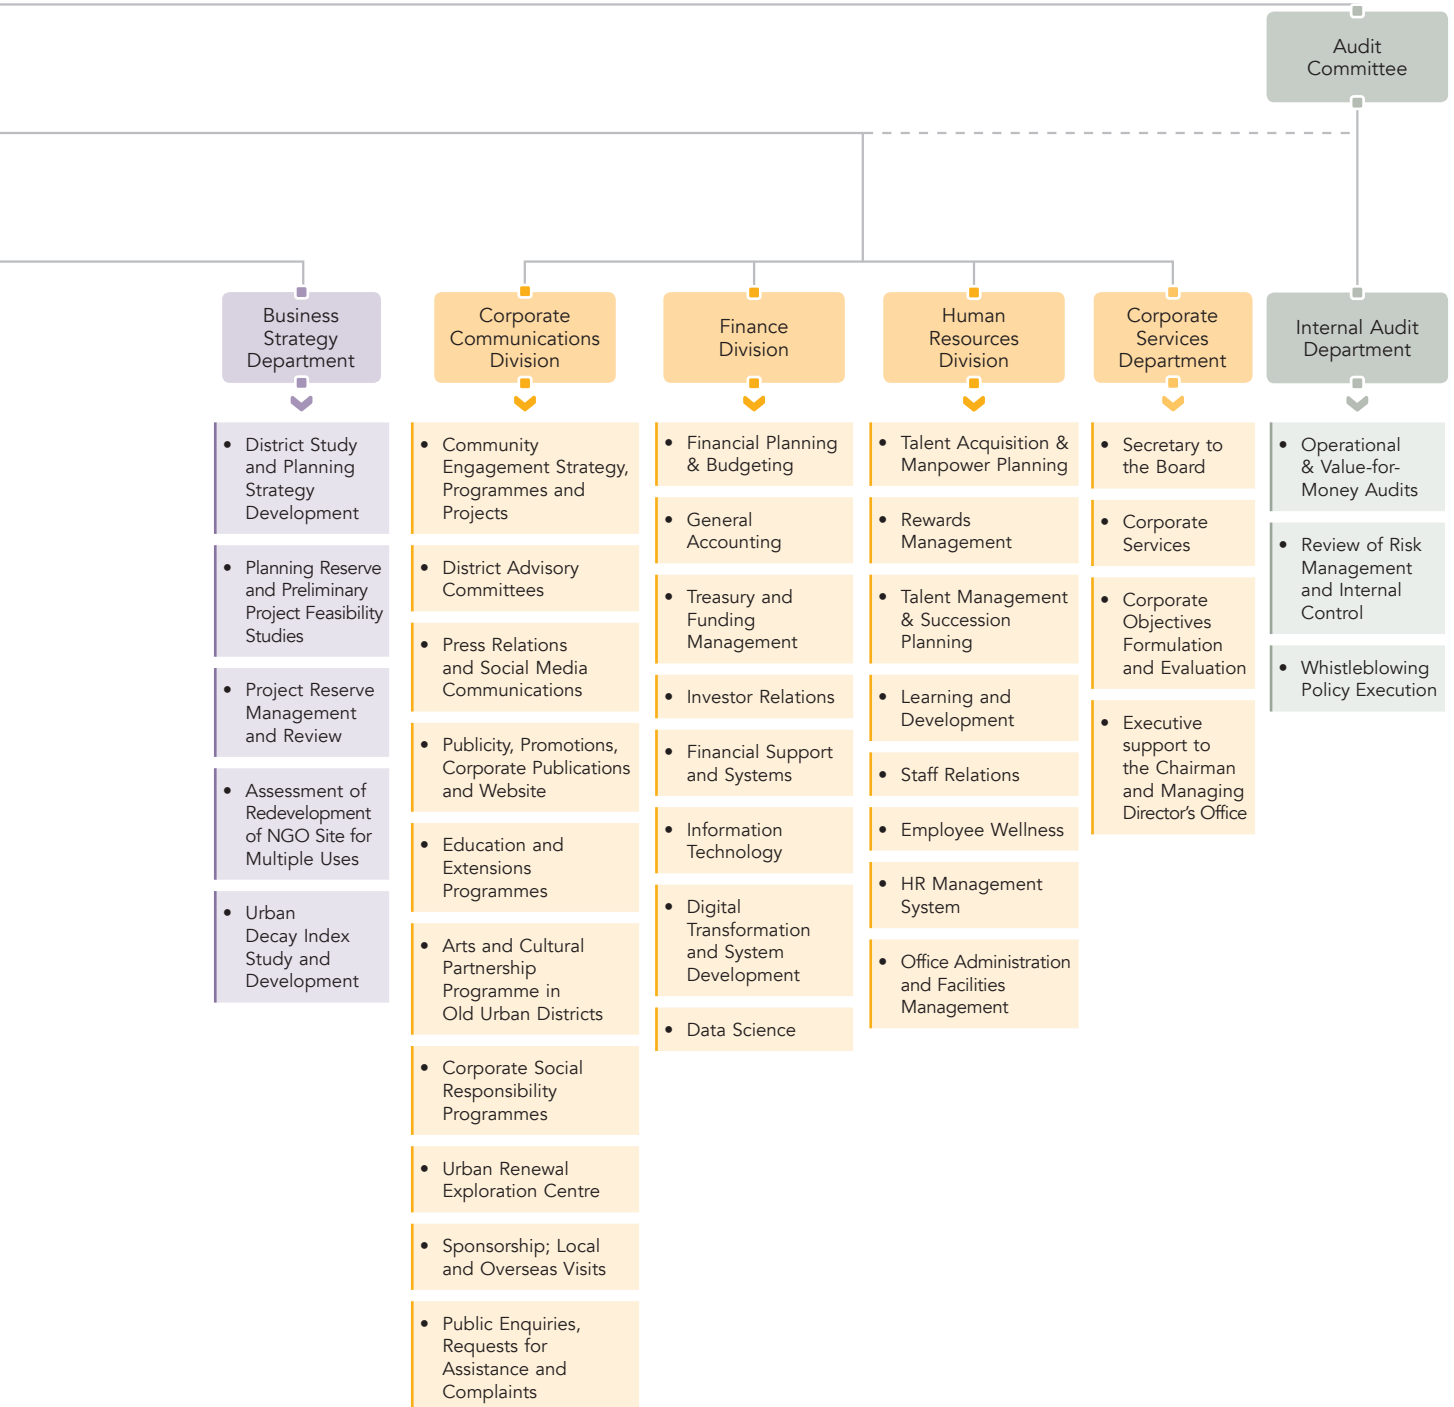 Audit
Committee
Business
Strategy
Department
• District Study
and Planning
Strategy
Development
• Planning Reserve
and Preliminary
Project Feasibility
Studies
• Project Reserve
Management
and Review
• Assessment of
Redevelopment
of NGO Site for
Multiple Uses
• Urban
Decay Index
Study and
Development
Corporate
Communications
Division
• Community
Engagement Strategy,
Programmes and
Projects
• District Advisory
Committees
• Press Relations
and Social Media
Communications
• Publicity, Promotions,
Corporate Publications
and Website
• Education and
Extensions
Programmes
• Arts and Cultural
Partnership
Programme in
Old Urban Districts
• Corporate Social
Responsibility
Programmes
• Urban Renewal
Exploration Centre
• Sponsorship; Local
and Overseas Visits
• Public Enquiries,
Requests for
Assistance and
Complaints
Finance
Division
• Financial Planning
& Budgeting
• General
Accounting
• Treasury and
Funding
Management
• Investor Relations
• Financial Support
and Systems
• Information
Technology
• Digital
Transformation
and System
Development
• Data Science
Human
Resources
Division
• Talent Acquisition &
Manpower Planning
• Rewards
Management
• Talent Management
& Succession
Planning
• Learning and
Development
• Staff Relations
• Employee Wellness
• HR Management
System
• Office Administration
and Facilities
Management
Corporate
Services
Department
• Secretary to
the Board
• Corporate
Services
• Corporate
Objectives
Formulation
and Evaluation
• Executive
support to
the Chairman
and Managing
Director's Office
Internal Audit
Department
• Operational
& Value-for-
Money Audits
• Review of Risk
Management
and Internal
Control
• Whistleblowing
Policy Execution